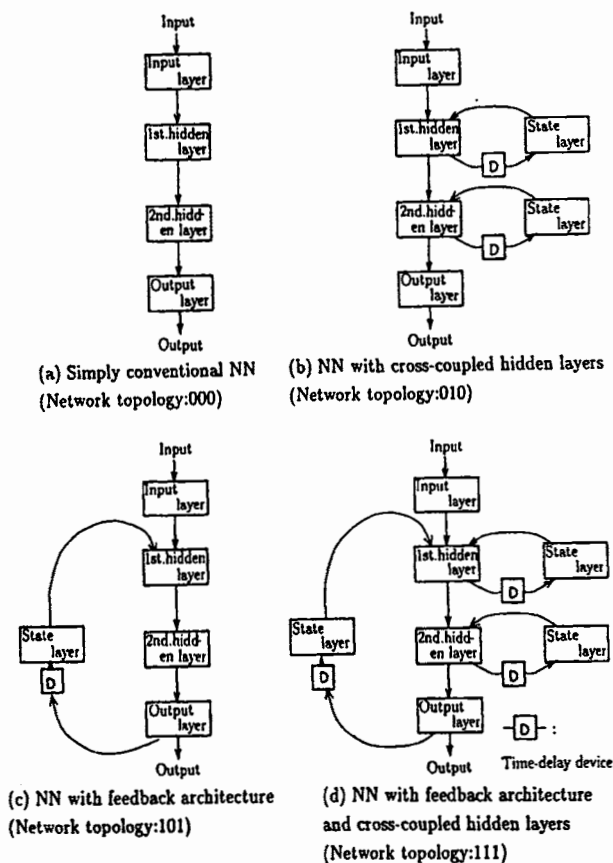 Input
Input
layer
1st.hidden
layer
2nd.hidd-
en layer
Output
layer
Output
(a) Simply conventional NN
(Network topology:000)
Input
Input
layer
1st.hidden
layer
State
layer
D
2nd.hidd-
en layer
State
layer
D
Output
layer
Output
(b) NN with cross-coupled hidden layers
(Network topology:010)
Input
Input
layer
1st.hidden
layer
2nd.hidd-
en layer
State
layer
D
Output
layer
Output
(c) NN with feedback architecture
(Network topology:101)
Input
Input
layer
1st.hidden
layer
State
layer
D
2nd.hidd-
en layer
State
layer
D
State
layer
D
Output
layer
Output
D :
Time-delay device
(d) NN with feedback architecture
and cross-coupled hidden layers
(Network topology:111)